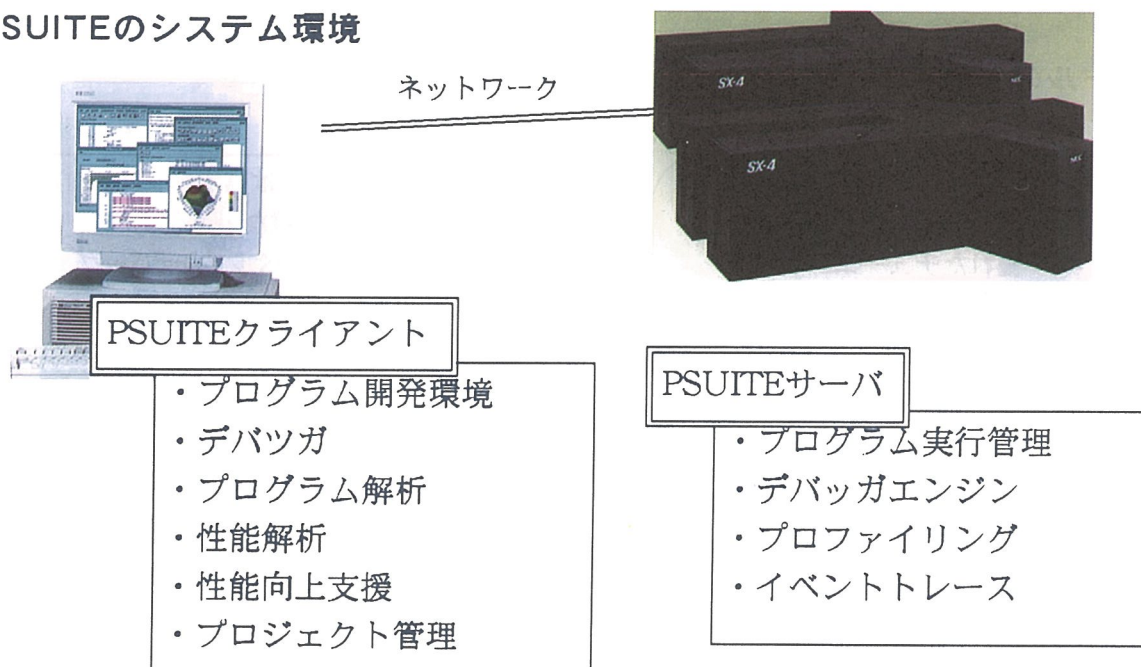 SUITEのシステム環境
ネットワーク
SX-4
NEC
SX-4
NEC
PSUITEクライアント
・プログラム開発環境
・デバツガ
・プログラム解析
・性能解析
・性能向上支援
・プロジェクト管理
PSUITEサーバ
・プログラム実行管理
・デバッガエンジン
・プロファイリング
・イベントトレース